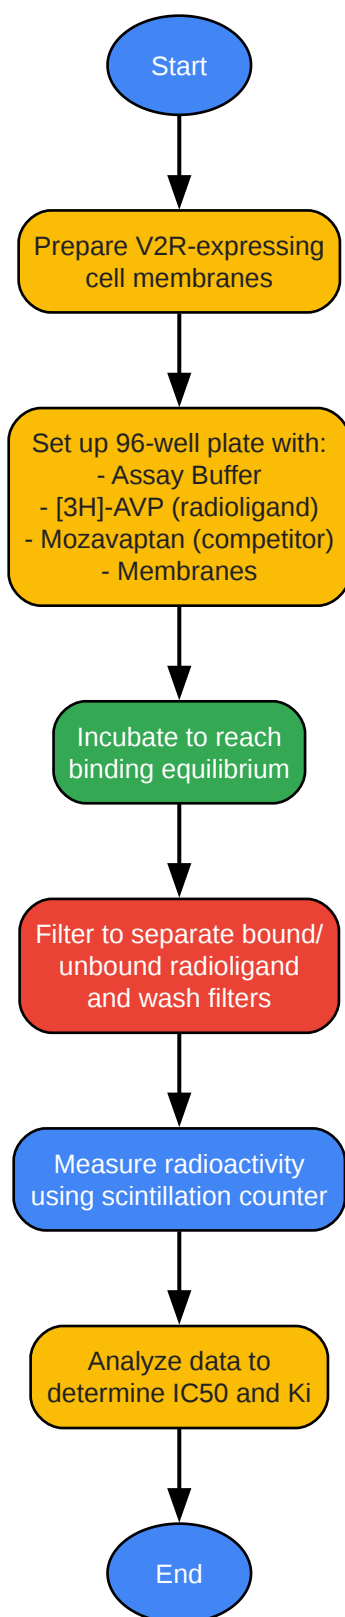 Start
Prepare V2R-expressing
cell membranes
Set up 96-well plate with:
- Assay Buffer
- [3H]-AVP (radioligand)
- Mozavaptan (competitor)
- Membranes
Incubate to reach
binding equilibrium
Filter to separate bound/
unbound radioligand
and wash filters
Measure radioactivity
using scintillation counter
Analyze data to
determine IC50 and Ki
End